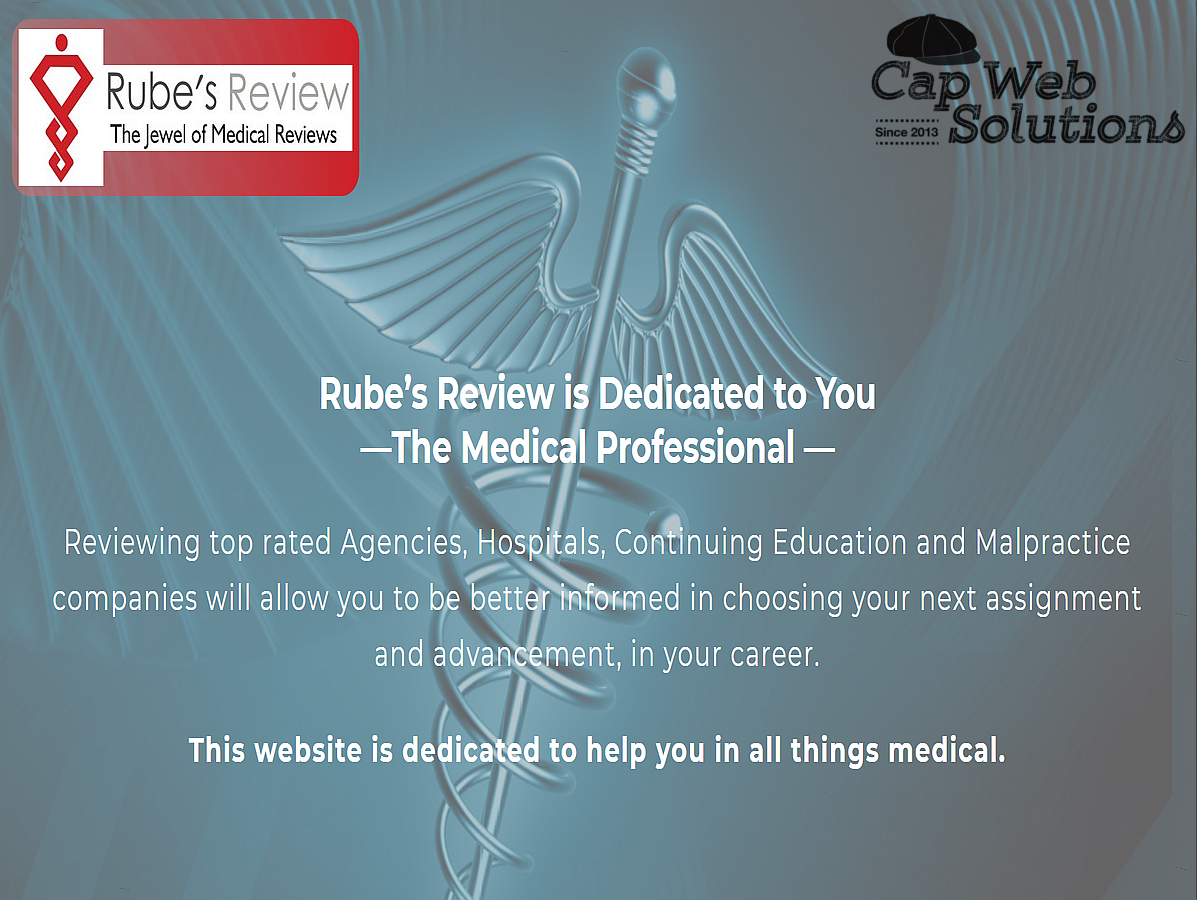 Rube's Review
The Jewel of Medical Reviews
Cap Web
Since 2013 Solutions
Rube's Review is Dedicated to You
—The Medical Professional —
Reviewing top rated Agencies, Hospitals, Continuing Education and Malpractice
companies will allow you to be better informed in choosing your next assignment
and advancement, in your career.
This website is dedicated to help you in all things medical.